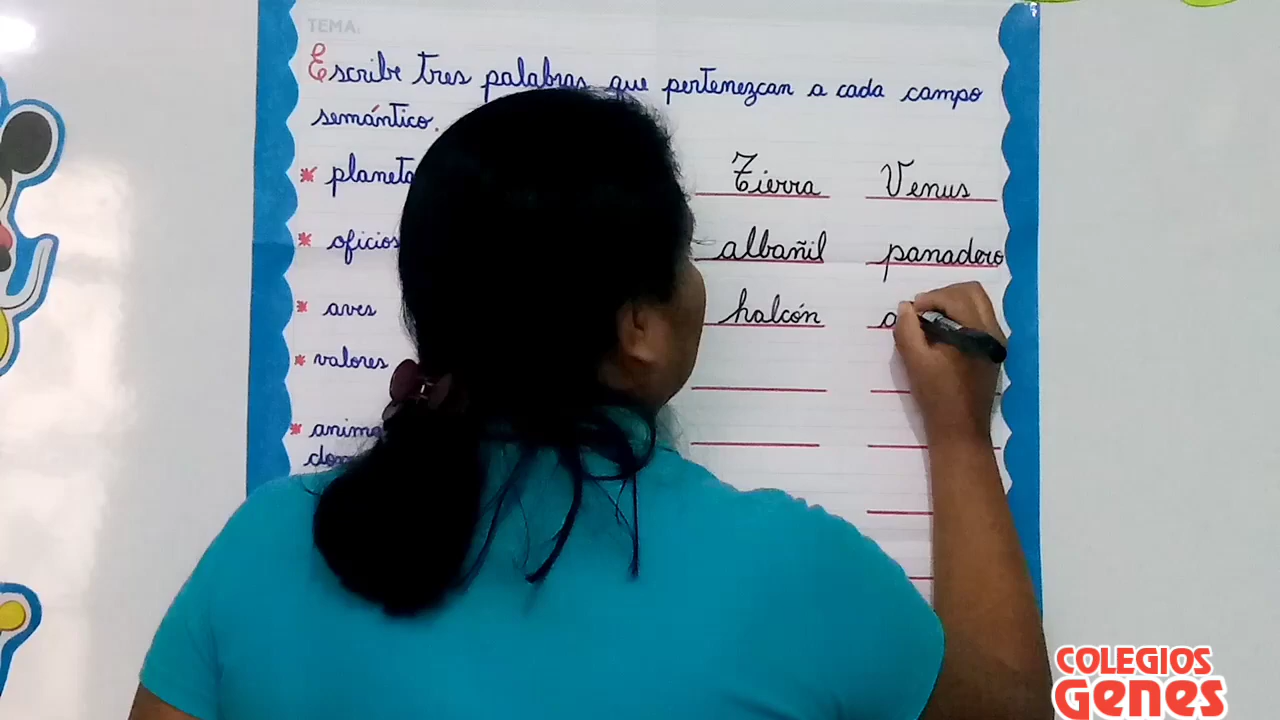 TEMA:
Escribe tres palabras que pertenezcan a cada campo
semántico.
* Tierra Venus
* oficios albañil panadero
* aves halcón
* valores
*
COLEGIOS
Genes